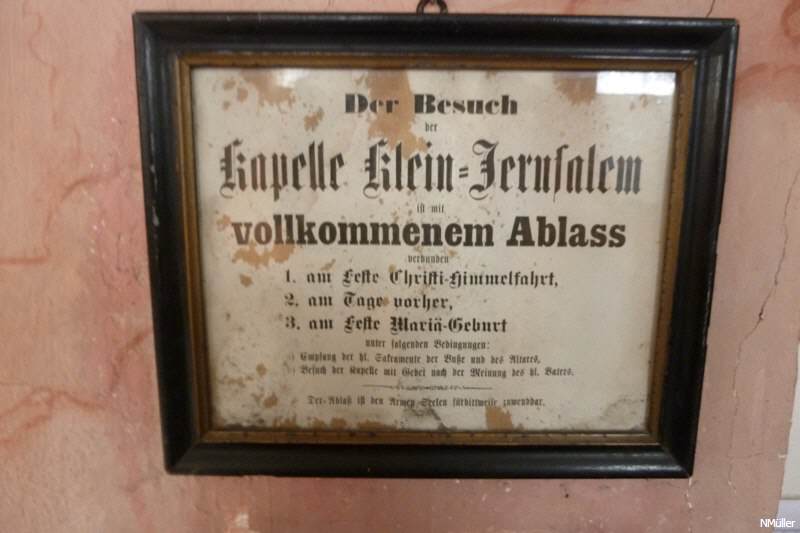 Der Besuch
der
Kapelle Klein=Jerusalem
ist mit
vollkommenem Ablass
verbunden
1. am Feste Christi-Himmelfahrt,
2. am Tage vorher,
3. am Feste Mariä-Geburt
unter folgenden Bedingungen:
Empfang der hl. Sakramente der Buße und des Altares,
Besuch der Kapelle mit Gebet nach der Meinung des hl. Vaters.
Der Ablaß ist den Armen Seelen fürbittweise zuwendbar.
NMüller